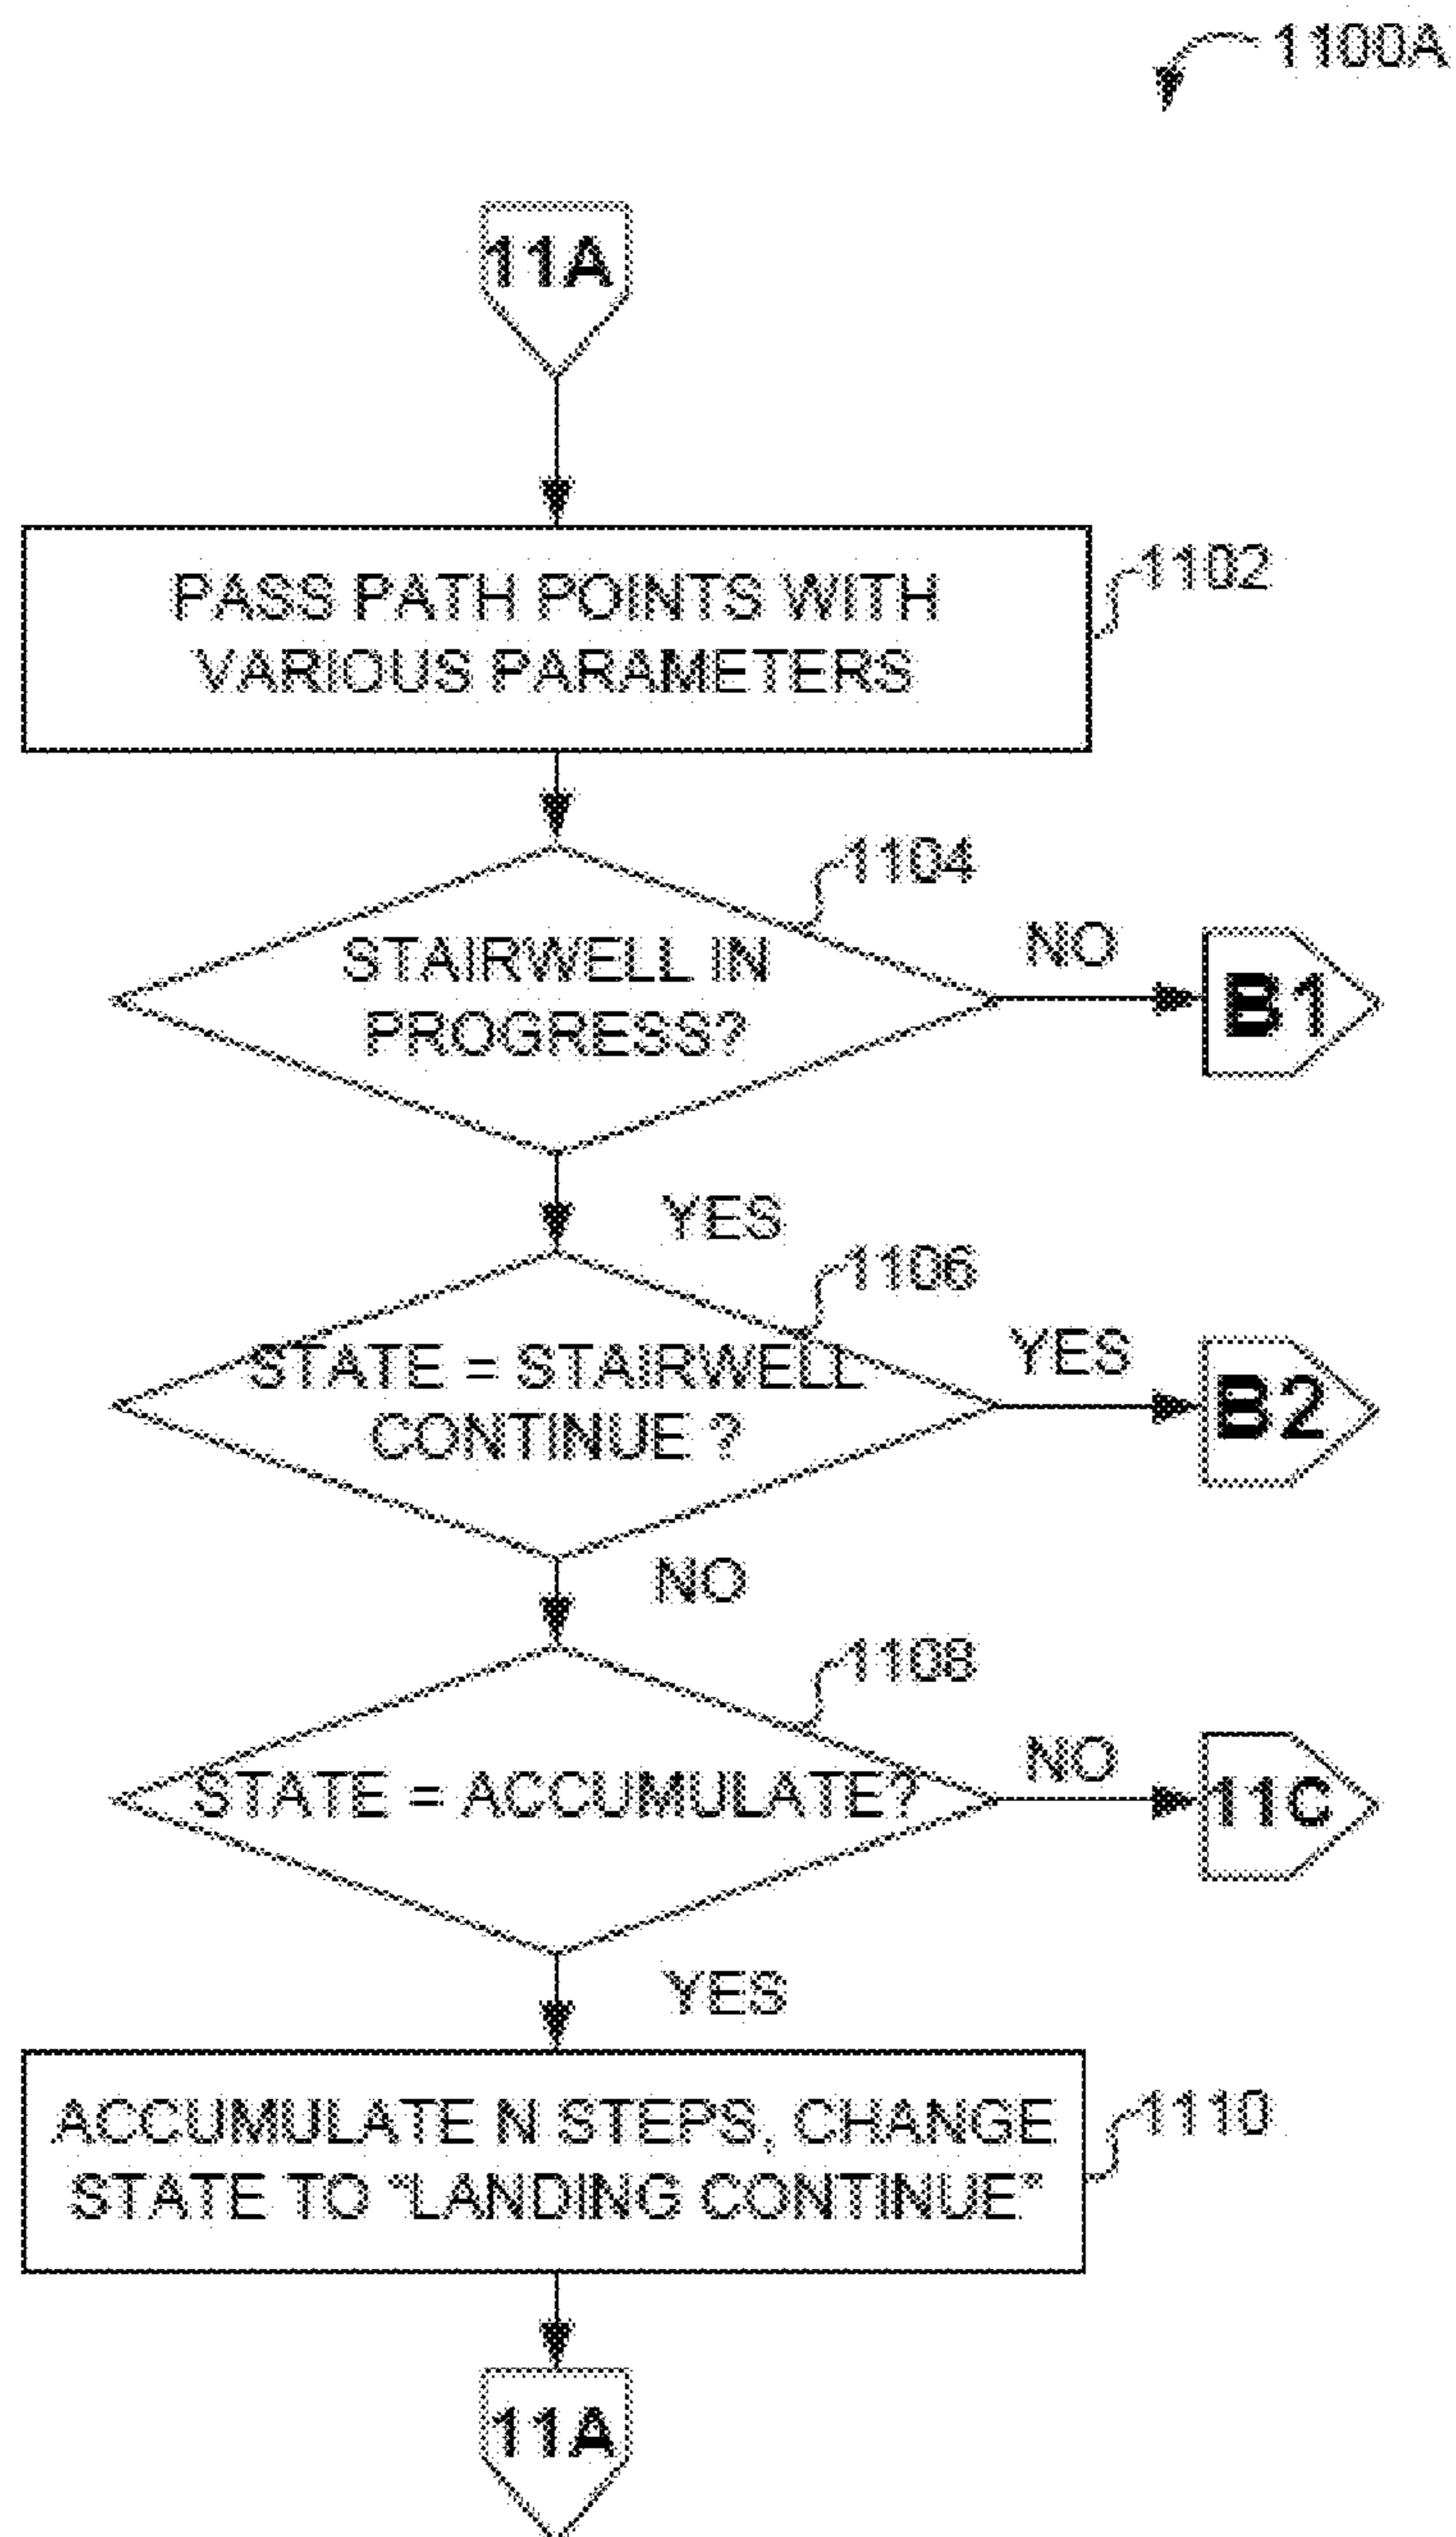 1100A
11A
PASS PATH POINTS WITH
VARIOUS PARAMETERS
1102
1104
STAIRWELL IN
PROGRESS?
NO
B1
YES
1106
STATE = STAIRWELL
CONTINUE ?
YES
B2
NO
1108
STATE = ACCUMULATE?
NO
11C
YES
ACCUMULATE N STEPS, CHANGE
STATE TO "LANDING CONTINUE"
1110
11A